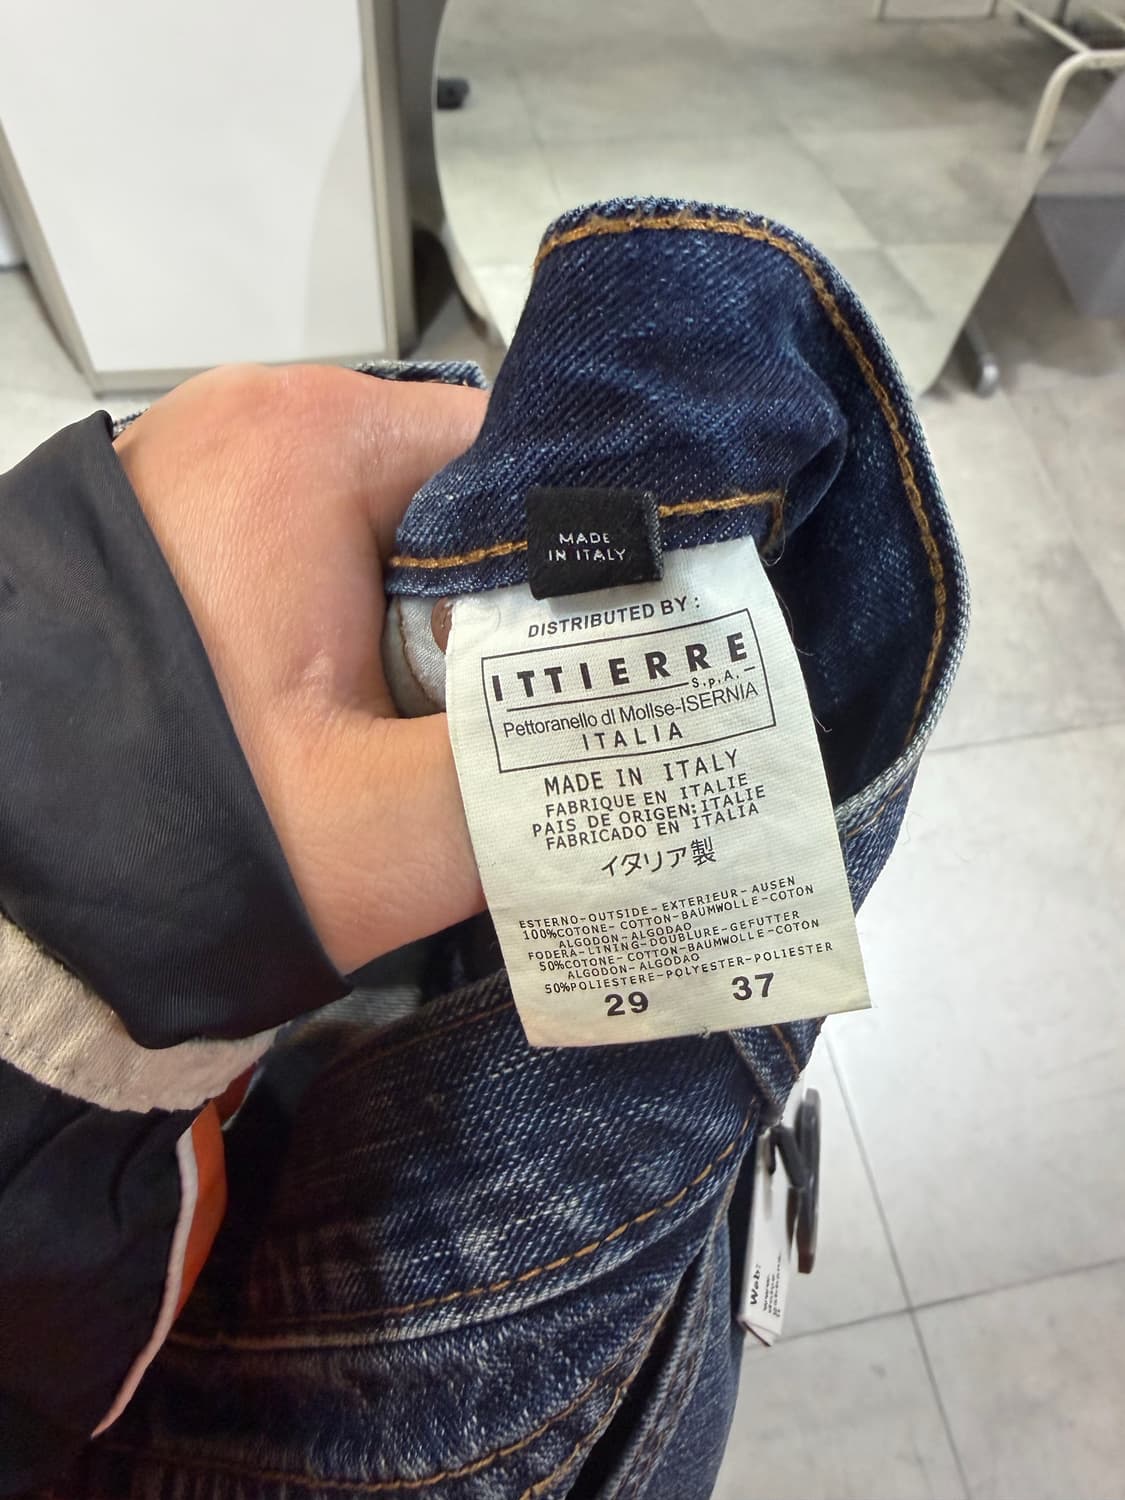 MADE
IN ITALY
DISTRIBUTED BY :
ITTIERRE
S.p.A.
Pettoranello di Molise-ISERNIA
ITALIA
MADE IN ITALY
FABRIQUE EN ITALIE
PAIS DE ORIGEN:ITALIE
FABRICADO EN ITALIA
イタリア製
ESTERNO-OUTSIDE-EXTERIEUR-AUSEN
100%COTONE-COTTON-BAUMWOLLE-COTON
ALGODON-ALGODAO
FODERA-LINING-DOUBLURE-GEFUTTER
50%COTONE-COTTON-BAUMWOLLE-COTON
ALGODON-ALGODAO
50%POLIESTERE-POLYESTER-POLIESTER
29 37
Web: